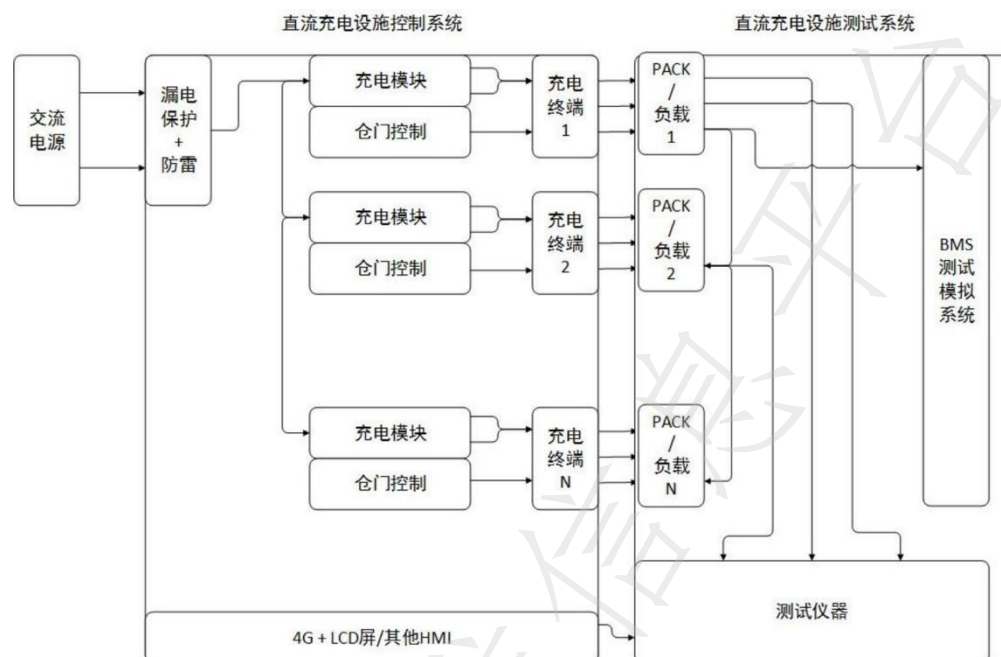 直流充电设施控制系统
直流充电设施测试系统
交流
电源
漏电
保护
+
防雷
充电模块
仓门控制
充电
终端
1
PACK
/
负载
1
充电模块
仓门控制
充电
终端
2
PACK
/
负载
2
充电模块
仓门控制
充电
终端
N
PACK
/
负载
N
BMS
测试
模拟
系统
测试仪器
4G + LCD屏/其他HMI
信息平台